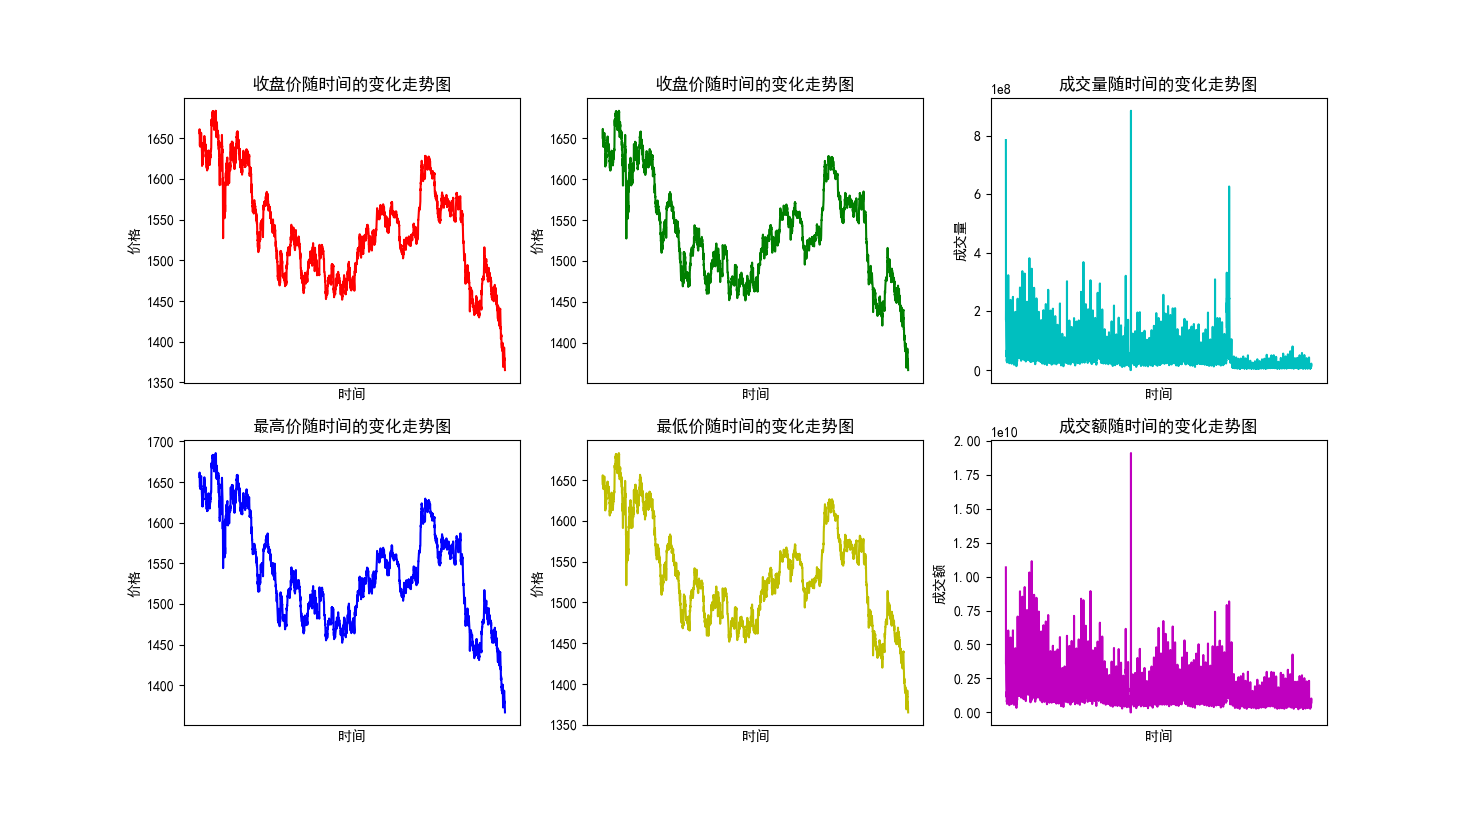 收盘价随时间的变化走势图
价格
1650
1600
1550
1500
1450
1400
1350
时间
收盘价随时间的变化走势图
价格
1650
1600
1550
1500
1450
1400
时间
成交量随时间的变化走势图
1e8
成交量
8
6
4
2
0
时间
最高价随时间的变化走势图
价格
1700
1650
1600
1550
1500
1450
1400
时间
最低价随时间的变化走势图
价格
1650
1600
1550
1500
1450
1400
1350
时间
成交额随时间的变化走势图
1e10
成交额
2.00
1.75
1.50
1.25
1.00
0.75
0.50
0.25
0.00
时间